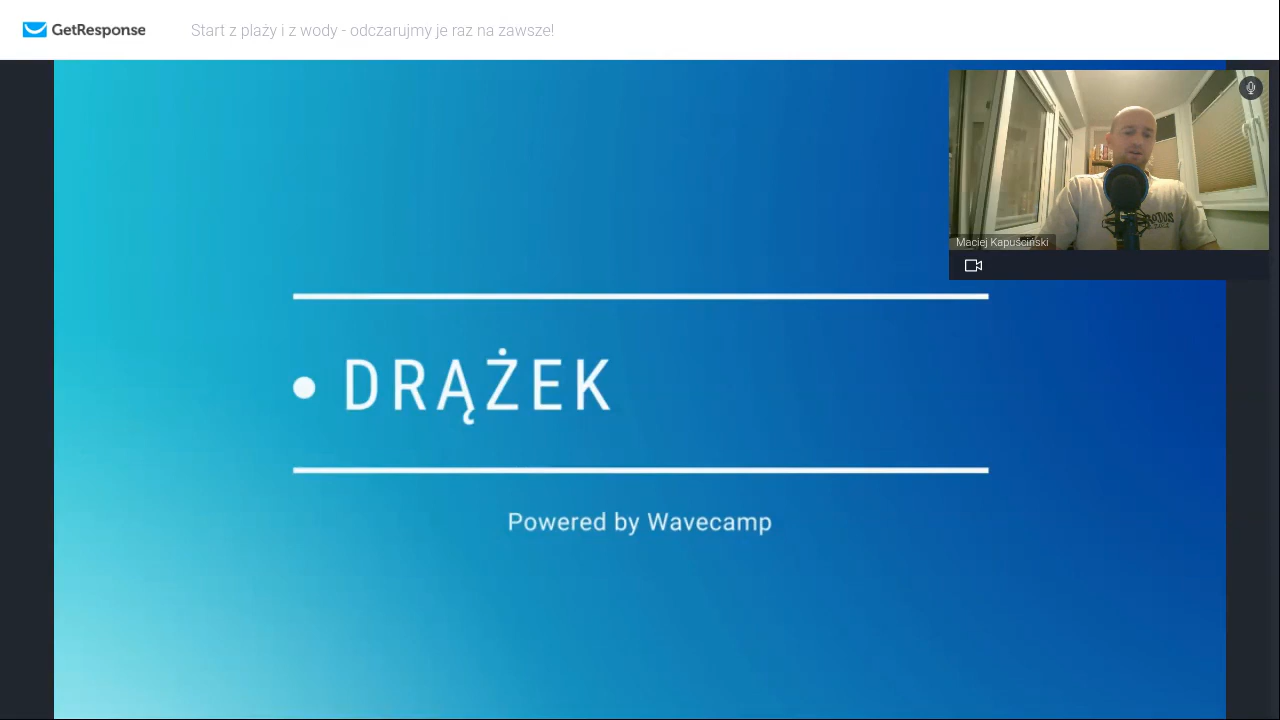 GetResponse
Start z plaży i z wody - odczarujmy je raz na zawsze!
Maciej Kapuściński
• DRĄŻEK
Powered by Wavecamp